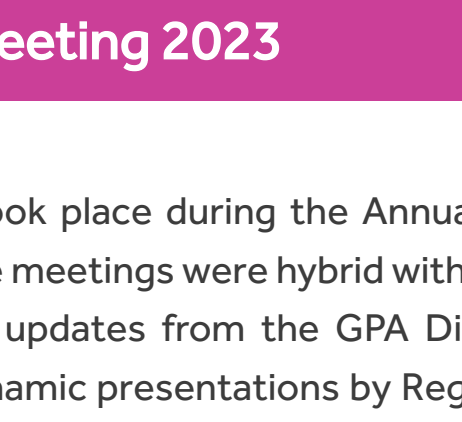 eeting 2023
ook place during the Annua
e meetings were hybrid with
updates from the GPA Di
namic presentations by Reg